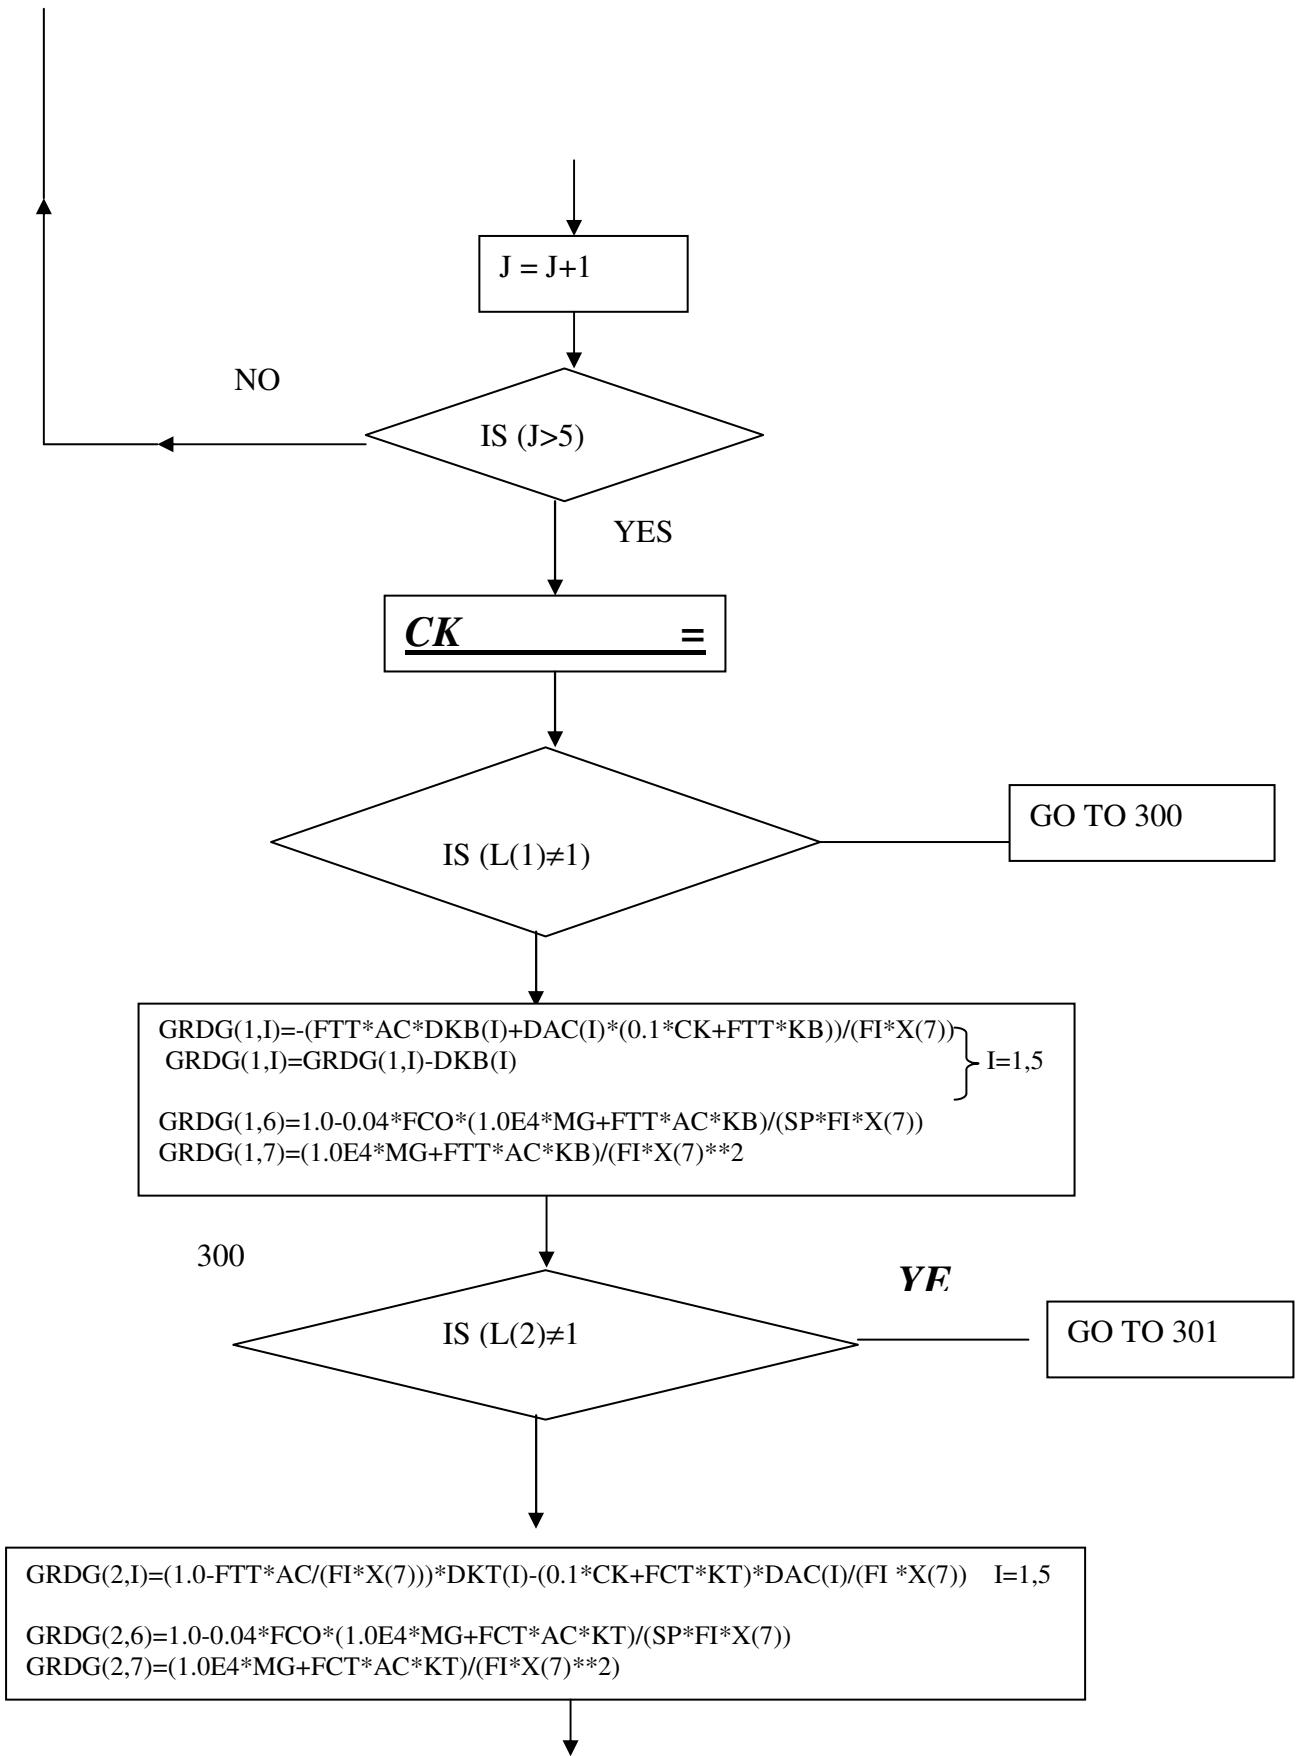 J = J+1
NO
IS (J>5)
YES
CK =
GO TO 300
IS (L(1)≠1)
GRDG(1,I)=-(FTT*AC*DKB(I)+DAC(I)*(0.1*CK+FTT*KB))/(FI*X(7))
GRDG(1,I)=GRDG(1,I)-DKB(I)
I=1,5
GRDG(1,6)=1.0-0.04*FCO*(1.0E4*MG+FTT*AC*KB)/(SP*FI*X(7))
GRDG(1,7)=(1.0E4*MG+FTT*AC*KB)/(FI*X(7)**2
300
YE
IS (L(2)≠1
GO TO 301
GRDG(2,I)=(1.0-FTT*AC/(FI*X(7)))*DKT(I)-(0.1*CK+FCT*KT)*DAC(I)/(FI *X(7)) I=1,5
GRDG(2,6)=1.0-0.04*FCO*(1.0E4*MG+FCT*AC*KT)/(SP*FI*X(7))
GRDG(2,7)=(1.0E4*MG+FCT*AC*KT)/(FI*X(7)**2)